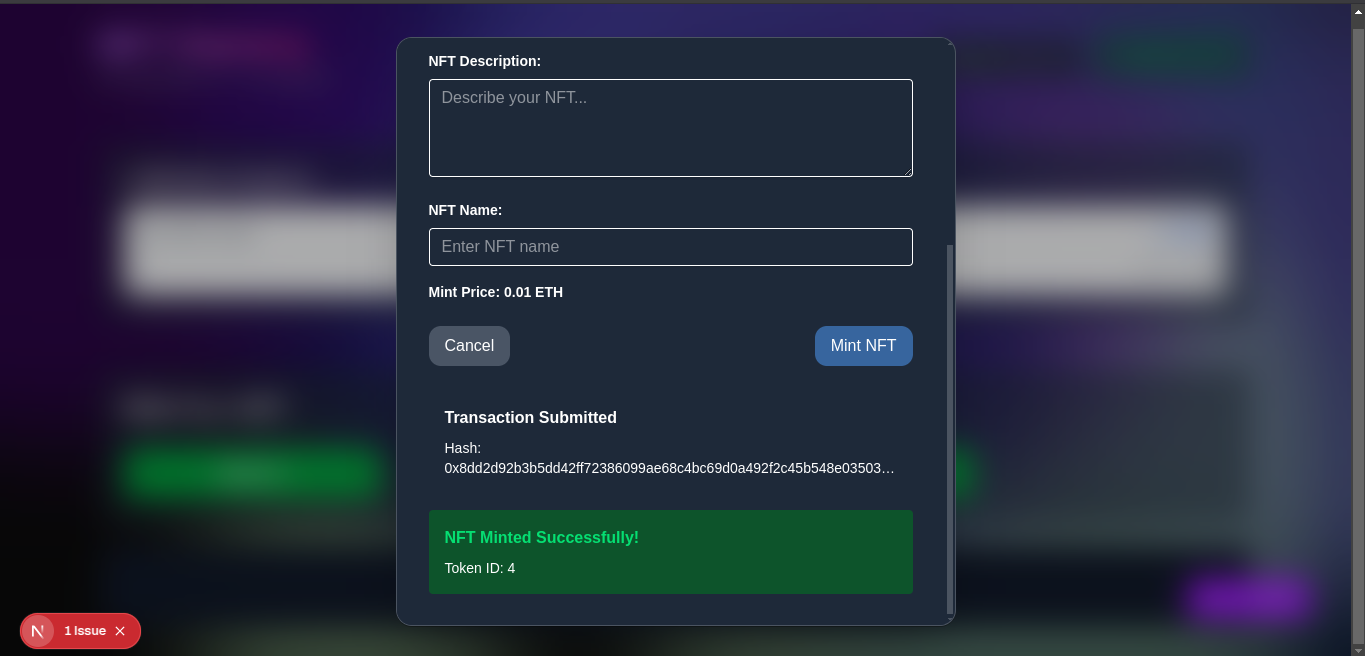 NFT Description:
Describe your NFT...
NFT Name:
Enter NFT name
Mint Price: 0.01 ETH
Cancel
Mint NFT
Transaction Submitted
Hash:
0x8dd2d92b3b5dd42ff72386099ae68c4bc69d0a492f2c45b548e03503…
NFT Minted Successfully!
Token ID: 4
N
1 Issue